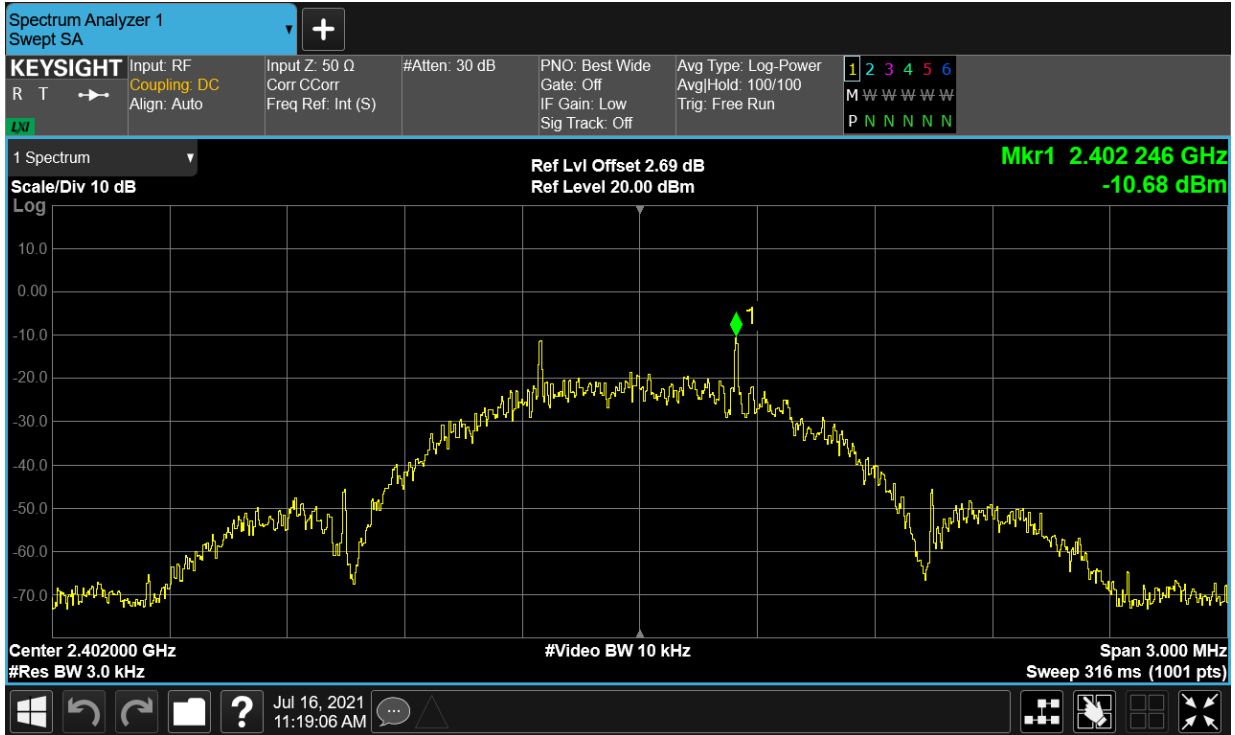 Spectrum Analyzer 1
Swept SA
+
KEYSIGHT
R T
LXI
Input: RF
Coupling: DC
Align: Auto
Input Z: 50 Ω
Corr CCorr
Freq Ref: Int (S)
#Atten: 30 dB
PNO: Best Wide
Gate: Off
IF Gain: Low
Sig Track: Off
Avg Type: Log-Power
Avg|Hold: 100/100
Trig: Free Run
1 2 3 4 5 6
M W W W W W
P N N N N N N
1 Spectrum
Scale/Div 10 dB
Log
Ref Lvl Offset 2.69 dB
Ref Level 20.00 dBm
Mkr1 2.402 246 GHz
-10.68 dBm
10.0
0.00
-10.0
-20.0
-30.0
-40.0
-50.0
-60.0
-70.0
1
Center 2.402000 GHz
#Res BW 3.0 kHz
#Video BW 10 kHz
Span 3.000 MHz
Sweep 316 ms (1001 pts)
?
Jul 16, 2021
11:19:06 AM